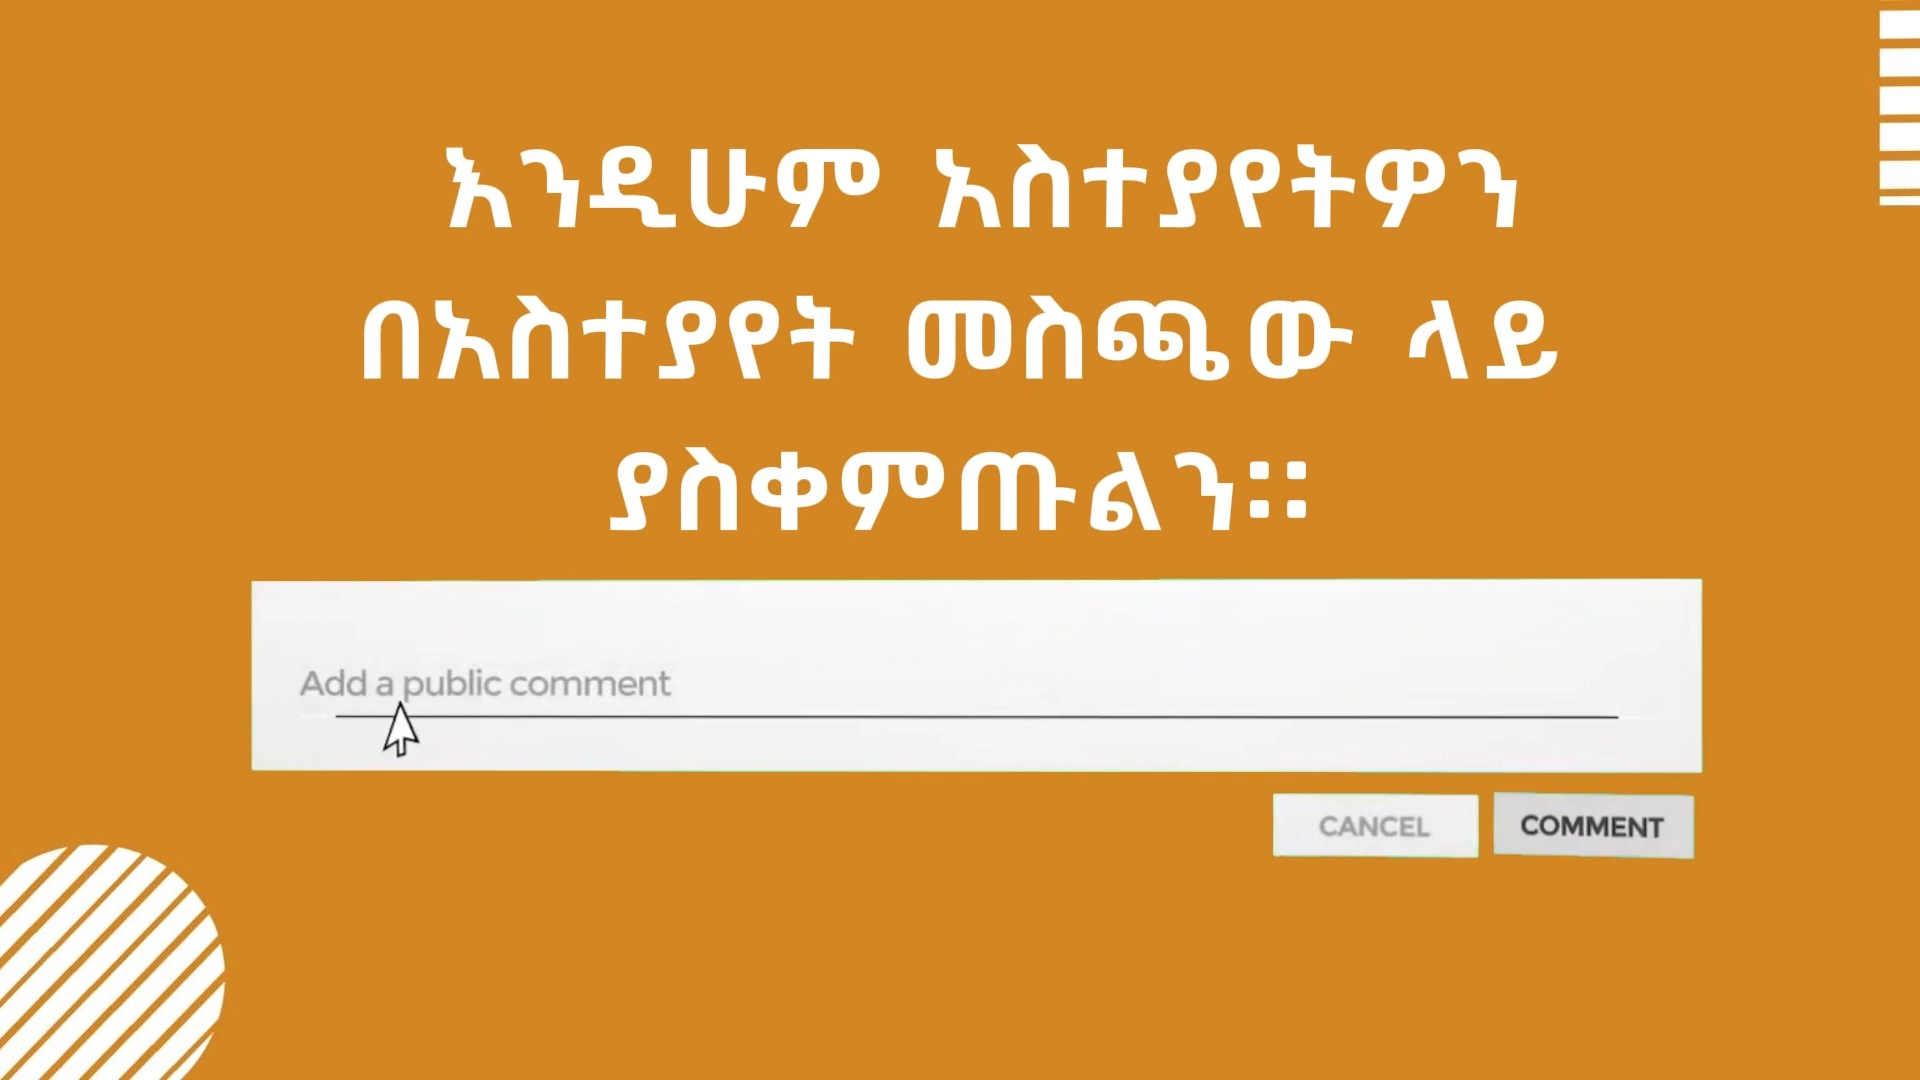 እንዲሁም አስተያየትዎን
በአስተያየት መስጫው ላይ
ያስቀምጡልን።
Add a public comment
CANCEL COMMENT